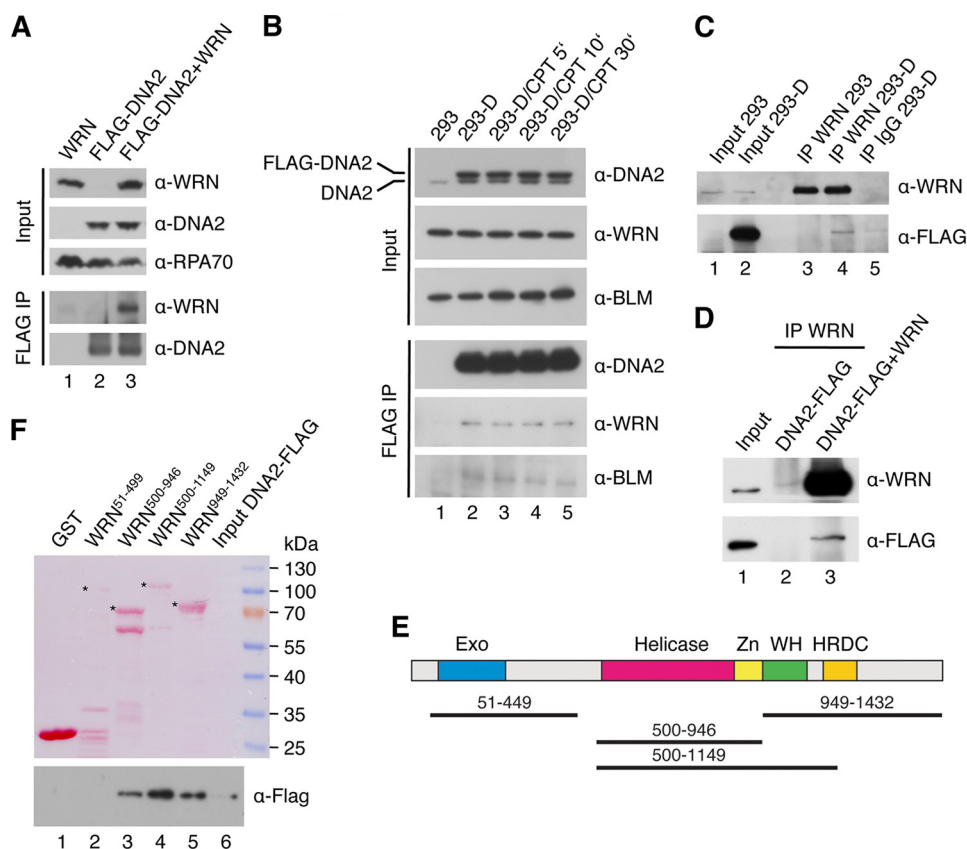 A
WRN
FLAG-DNA2
FLAG-DNA2+WRN
Input
α-WRN
α-DNA2
α-RPA70
FLAG IP
α-WRN
α-DNA2
1 2 3
B
293
293-D
293-D/CPT 5‘
293-D/CPT 10‘
293-D/CPT 30‘
FLAG-DNA2
DNA2
Input
α-DNA2
α-WRN
α-BLM
FLAG IP
α-DNA2
α-WRN
α-BLM
1 2 3 4 5
C
Input 293
Input 293-D
IP WRN 293
IP WRN 293-D
IP IgG 293-D
α-WRN
α-FLAG
1 2 3 4 5
D
IP WRN
Input
DNA2-FLAG
DNA2-FLAG+WRN
α-WRN
α-FLAG
1 2 3
E
Exo Helicase Zn WH HRDC
51-449 949-1432
500-946
500-1149
F
GST
WRN51-499
WRN500-946
WRN500-1149
WRN949-1432
Input DNA2-FLAG
kDa
130
100
70
55
40
35
25
* * * *
α-Flag
1 2 3 4 5 6